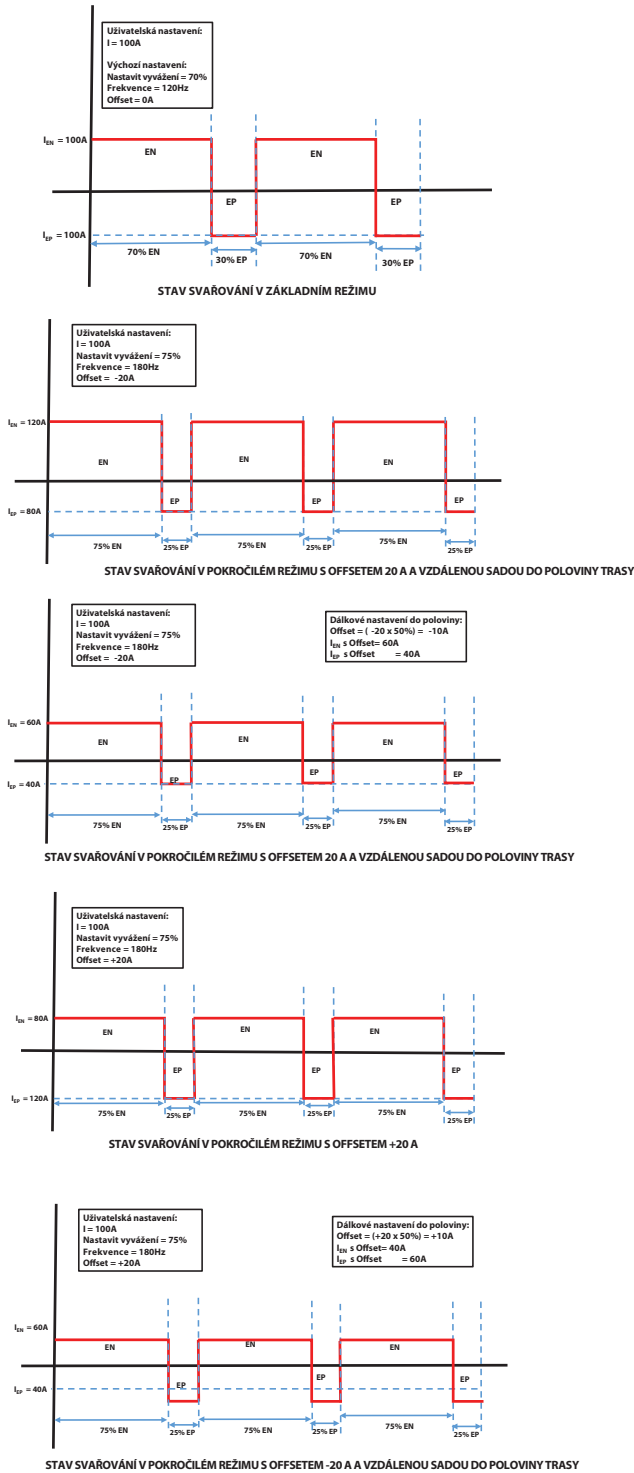 Uživatelská nastavení:
I = 100A
Výchozí nastavení:
Nastavit vyvážení = 70%
Frekvence = 120Hz
Offset = 0A
IEN = 100A
EN
EN
EP
EP
IEP = 100A
70% EN
30% EP
70% EN
30% EP
STAV SVAŘOVÁNÍ V ZÁKLADNÍM REŽIMU
Uživatelská nastavení:
I = 100A
Nastavit vyvážení = 75%
Frekvence = 180Hz
Offset = -20A
IEN = 120A
EN
EN
EN
EP
EP
EP
IEP = 80A
75% EN
25% EP
75% EN
25% EP
75% EN
25% EP
STAV SVAŘOVÁNÍ V POKROČILÉM REŽIMU S OFFSETEM 20 A A VZDÁLENOU SADOU DO POLOVINY TRASY
Uživatelská nastavení:
I = 100A
Nastavit vyvážení = 75%
Frekvence = 180Hz
Offset = -20A
Dálkové nastavení do poloviny:
Offset = ( -20 x 50%) = -10A
IEN s Offset= 60A
IEP s Offset = 40A
IEN = 60A
EN
EN
EN
EP
EP
EP
IEP = 40A
75% EN
25% EP
75% EN
25% EP
75% EN
25% EP
STAV SVAŘOVÁNÍ V POKROČILÉM REŽIMU S OFFSETEM 20 A A VZDÁLENOU SADOU DO POLOVINY TRASY
Uživatelská nastavení:
I = 100A
Nastavit vyvážení = 75%
Frekvence = 180Hz
Offset = +20A
IEN = 80A
EN
EN
EN
EP
EP
EP
IEP = 120A
75% EN
25% EP
75% EN
25% EP
75% EN
25% EP
STAV SVAŘOVÁNÍ V POKROČILÉM REŽIMU S OFFSETEM +20 A
Uživatelská nastavení:
I = 100A
Nastavit vyvážení = 75%
Frekvence = 180Hz
Offset = +20A
Dálkové nastavení do poloviny:
Offset = (+20 x 50%) = +10A
IEN s Offset= 40A
IEP s Offset = 60A
IEN = 60A
EN
EN
EN
EP
EP
EP
IEP = 40A
75% EN
25% EP
75% EN
25% EP
75% EN
25% EP
STAV SVAŘOVÁNÍ V POKROČILÉM REŽIMU S OFFSETEM -20 A A VZDÁLENOU SADOU DO POLOVINY TRASY